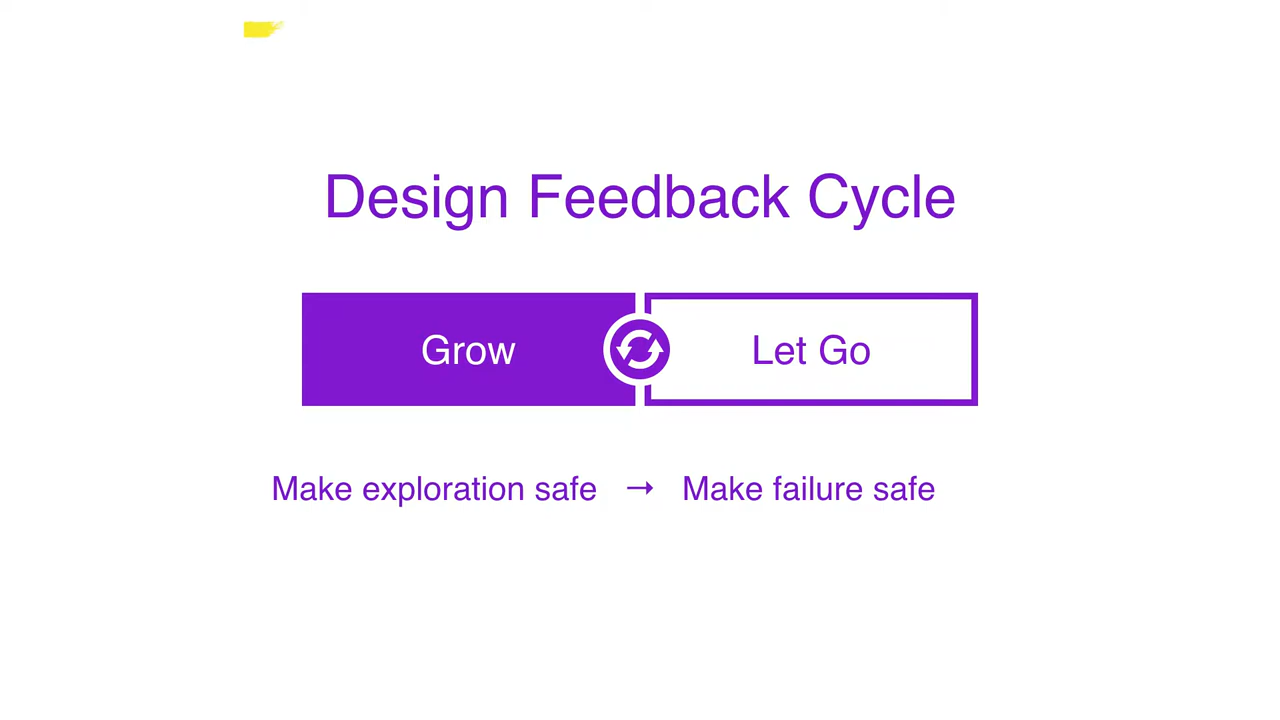 Design Feedback Cycle
Grow
Let Go
Make exploration safe → Make failure safe